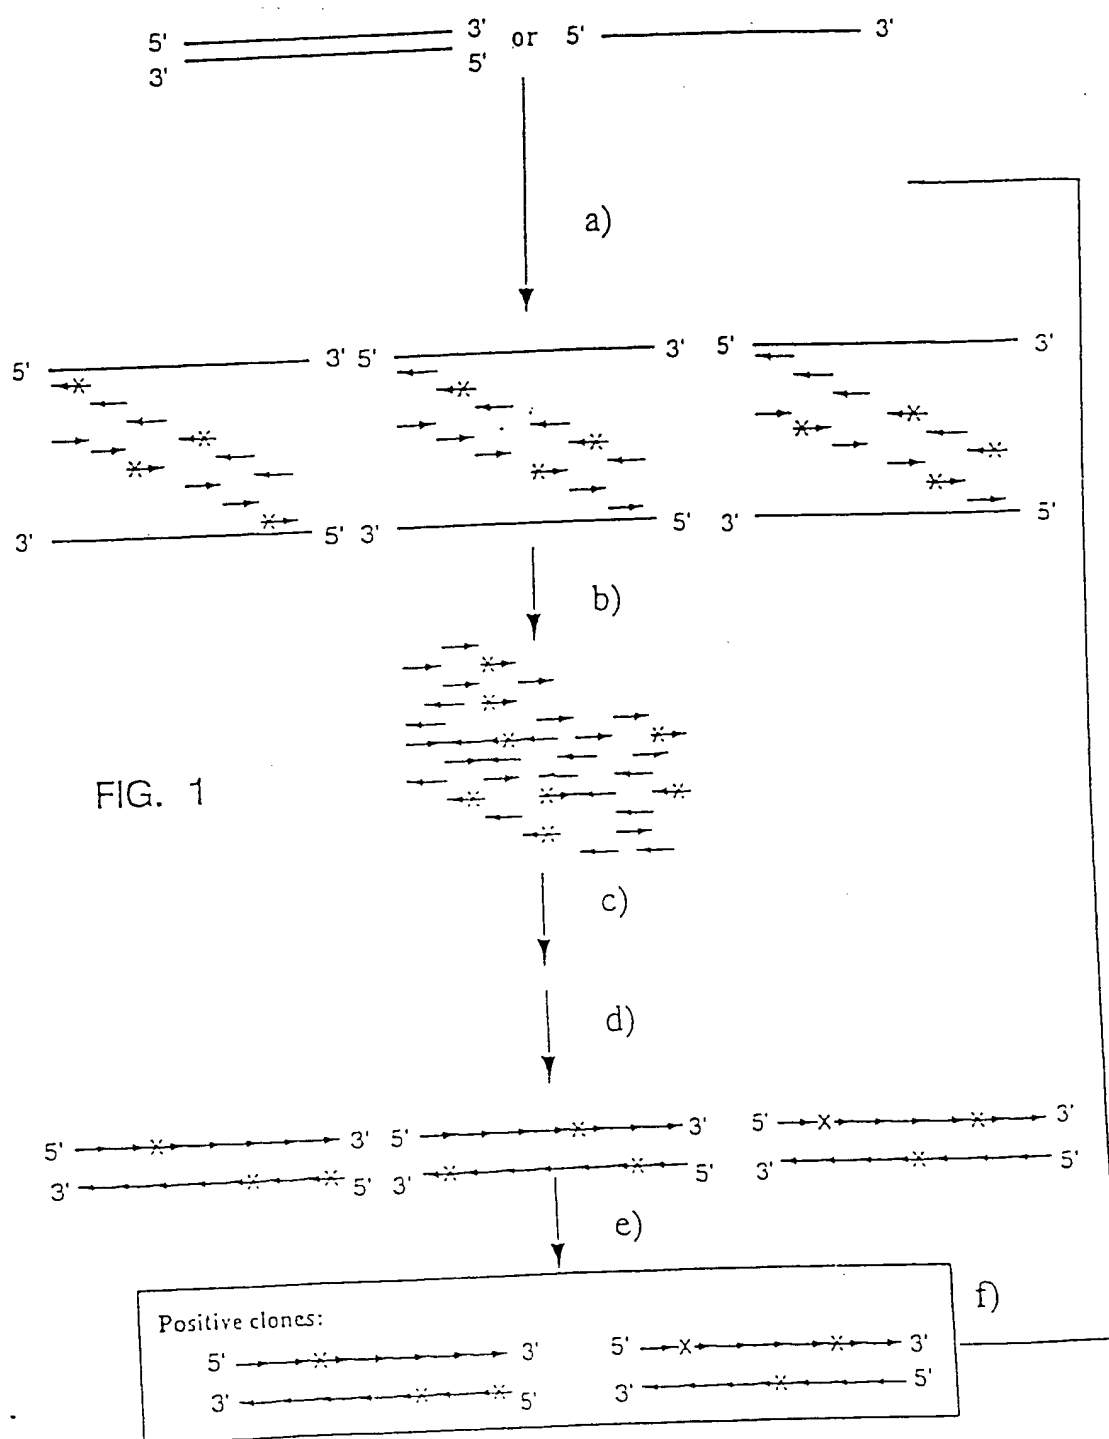 5' 3' or 5' 3'
3' 5'
a)
5' 3' 5' 3' 5' 3'
3' 5' 3' 5' 3' 5'
b)
FIG. 1
c)
d)
5' 3' 5' 3' 5' 3'
3' 5' 3' 5' 3' 5'
e)
f)
Positive clones:
5' 3' 5' 3'
3' 5' 3' 5'